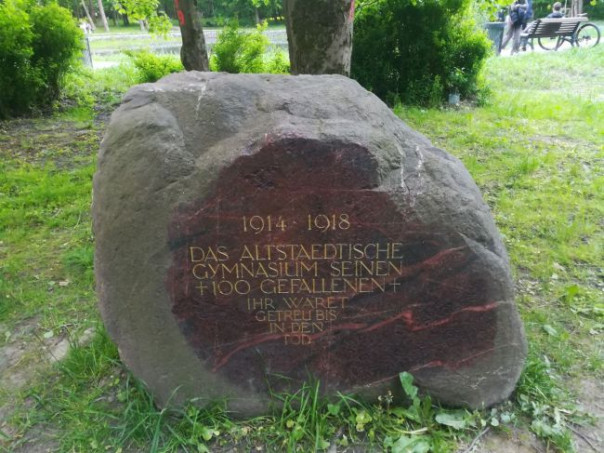 1914 - 1918
DAS ALTSTAEDTISCHE
GYMNASIUM SEINEN
+100 GEFALLENEN+
IHR WARET
GETREU BIS
IN DEN
TOD